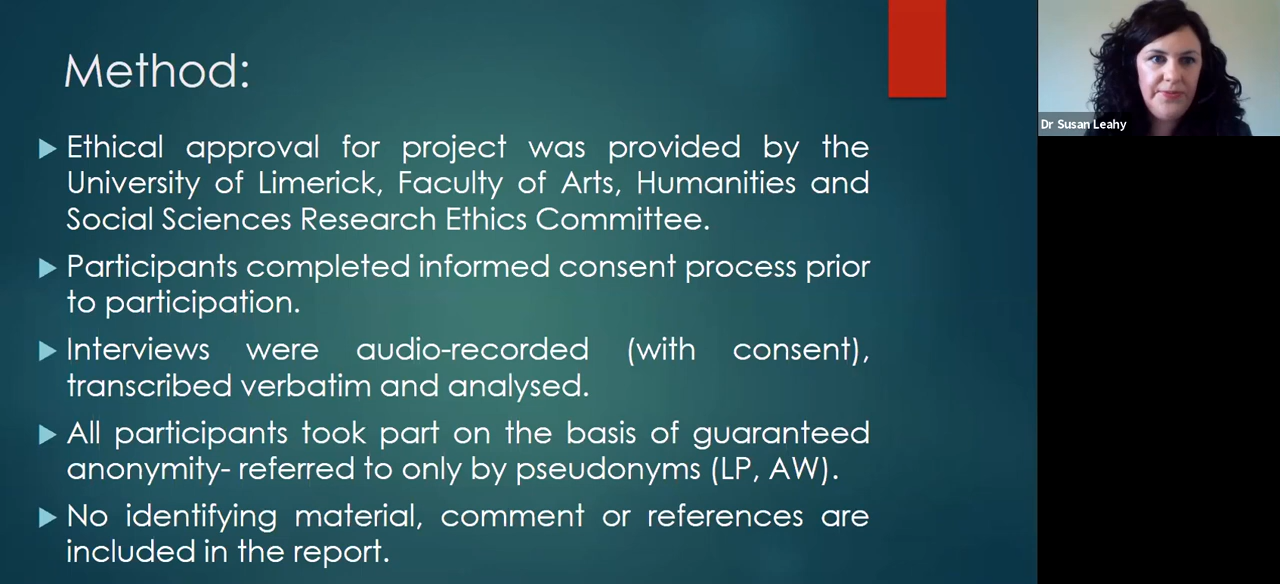 Method:
Ethical approval for project was provided by the
University of Limerick, Faculty of Arts, Humanities and
Social Sciences Research Ethics Committee.
Participants completed informed consent process prior
to participation.
Interviews were audio-recorded (with consent),
transcribed verbatim and analysed.
All participants took part on the basis of guaranteed
anonymity- referred to only by pseudonyms (LP, AW).
No identifying material, comment or references are
included in the report.
Dr Susan Leahy